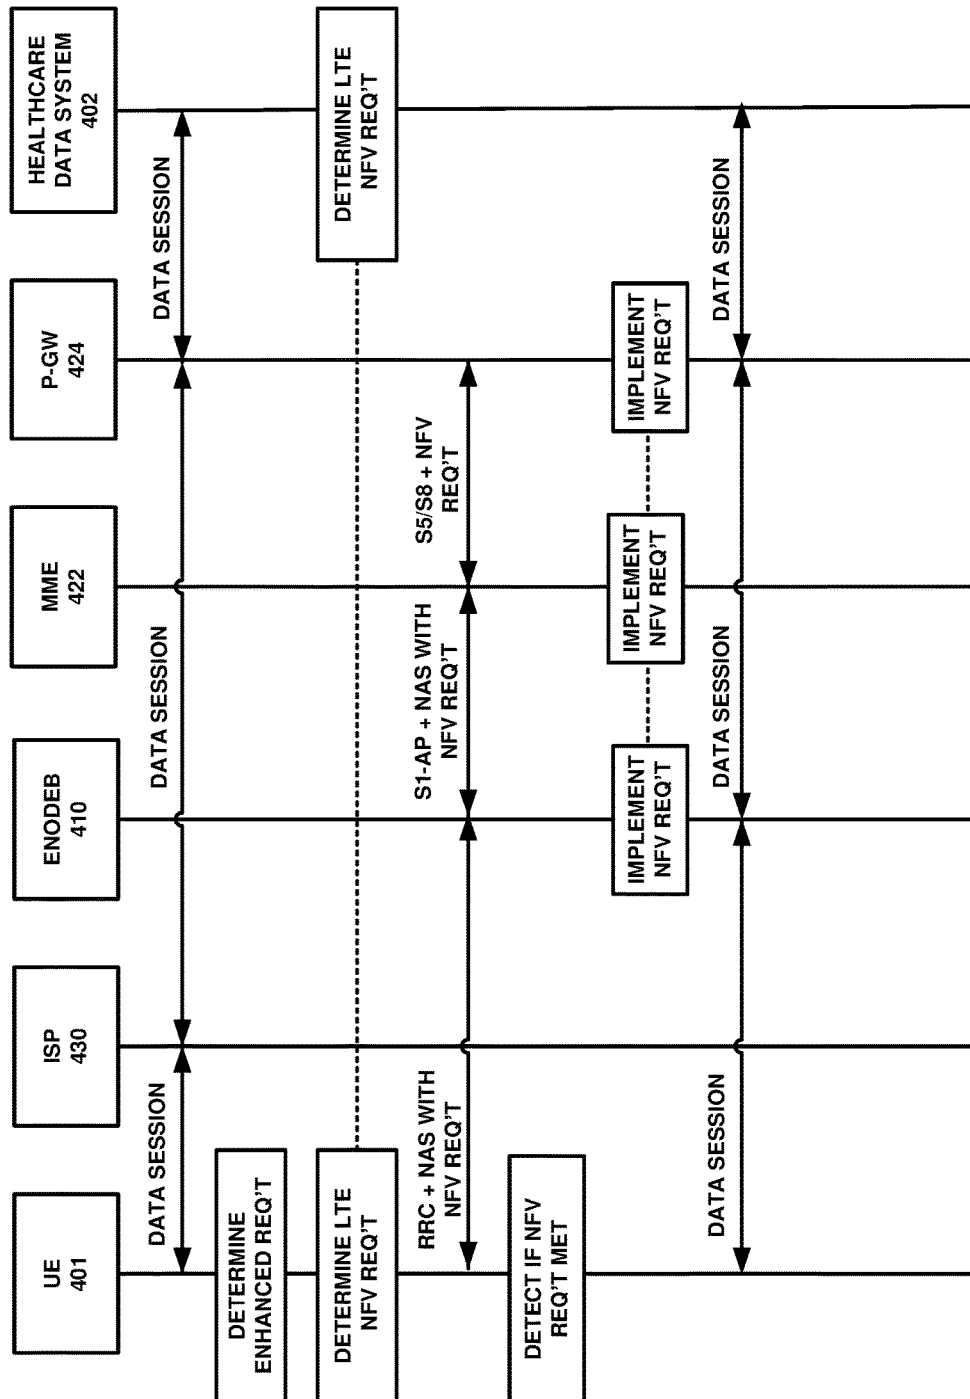 UE
401
ISP
430
ENODEB
410
MME
422
P-GW
424
HEALTHCARE
DATA SYSTEM
402
DATA SESSION
DATA SESSION
DATA SESSION
DETERMINE
ENHANCED REQ'T
DETERMINE LTE
NFV REQ'T
DETERMINE LTE
NFV REQ'T
RRC + NAS WITH
NFV REQ'T
S1-AP + NAS WITH
NFV REQ'T
S5/S8 + NFV
REQ'T
DETECT IF NFV
REQ'T MET
IMPLEMENT
NFV REQ'T
IMPLEMENT
NFV REQ'T
IMPLEMENT
NFV REQ'T
DATA SESSION
DATA SESSION
DATA SESSION